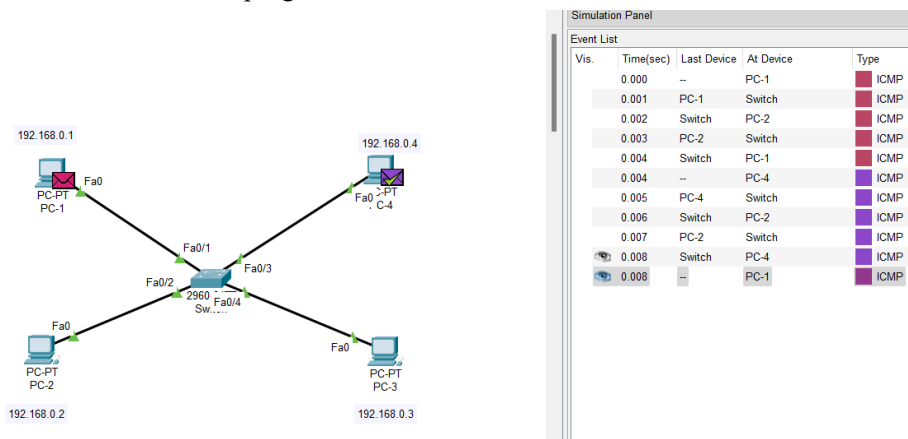 ping
Simulation Panel
Event List
Vis. Time(sec) Last Device At Device Type
0.000 -- PC-1 ICMP
0.001 PC-1 Switch ICMP
0.002 Switch PC-2 ICMP
0.003 PC-2 Switch ICMP
0.004 Switch PC-1 ICMP
0.004 -- PC-4 ICMP
0.005 PC-4 Switch ICMP
0.006 Switch PC-2 ICMP
0.007 PC-2 Switch ICMP
0.008 Switch PC-4 ICMP
0.008 -- PC-1 ICMP
192.168.0.1
192.168.0.4
Fa0
PC-PT
PC-1
Fa0
-PT
C-4
Fa0/1
Fa0/3
Fa0/2
2960
Fa0/4
Fa0
PC-PT
PC-2
Fa0
PC-PT
PC-3
192.168.0.2
192.168.0.3